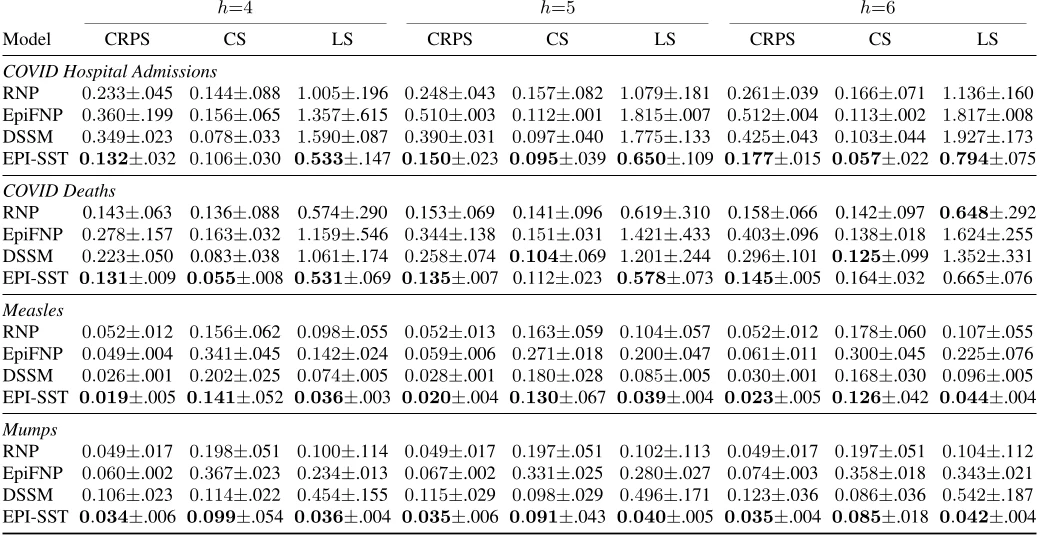 h=4 h=5 h=6
Model CRPS CS LS CRPS CS LS CRPS CS LS
COVID Hospital Admissions
RNP 0.233±.045 0.144±.088 1.005±.196 0.248±.043 0.157±.082 1.079±.181 0.261±.039 0.166±.071 1.136±.160
EpiFNP 0.360±.199 0.156±.065 1.357±.615 0.510±.003 0.112±.001 1.815±.007 0.512±.004 0.113±.002 1.817±.008
DSSM 0.349±.023 0.078±.033 1.590±.087 0.390±.031 0.097±.040 1.775±.133 0.425±.043 0.103±.044 1.927±.173
EPI-SST 0.132±.032 0.106±.030 0.533±.147 0.150±.023 0.095±.039 0.650±.109 0.177±.015 0.057±.022 0.794±.075
COVID Deaths
RNP 0.143±.063 0.136±.088 0.574±.290 0.153±.069 0.141±.096 0.619±.310 0.158±.066 0.142±.097 0.648±.292
EpiFNP 0.278±.157 0.163±.032 1.159±.546 0.344±.138 0.151±.031 1.421±.433 0.403±.096 0.138±.018 1.624±.255
DSSM 0.223±.050 0.083±.038 1.061±.174 0.258±.074 0.104±.069 1.201±.244 0.296±.101 0.125±.099 1.352±.331
EPI-SST 0.131±.009 0.055±.008 0.531±.069 0.135±.007 0.112±.023 0.578±.073 0.145±.005 0.164±.032 0.665±.076
Measles
RNP 0.052±.012 0.156±.062 0.098±.055 0.052±.013 0.163±.059 0.104±.057 0.052±.012 0.178±.060 0.107±.055
EpiFNP 0.049±.004 0.341±.045 0.142±.024 0.059±.006 0.271±.018 0.200±.047 0.061±.011 0.300±.045 0.225±.076
DSSM 0.026±.001 0.202±.025 0.074±.005 0.028±.001 0.180±.028 0.085±.005 0.030±.001 0.168±.030 0.096±.005
EPI-SST 0.019±.005 0.141±.052 0.036±.003 0.020±.004 0.130±.067 0.039±.004 0.023±.005 0.126±.042 0.044±.004
Mumps
RNP 0.049±.017 0.198±.051 0.100±.114 0.049±.017 0.197±.051 0.102±.113 0.049±.017 0.197±.051 0.104±.112
EpiFNP 0.060±.002 0.367±.023 0.234±.013 0.067±.002 0.331±.025 0.280±.027 0.074±.003 0.358±.018 0.343±.021
DSSM 0.106±.023 0.114±.022 0.454±.155 0.115±.029 0.098±.029 0.496±.171 0.123±.036 0.086±.036 0.542±.187
EPI-SST 0.034±.006 0.099±.054 0.036±.004 0.035±.006 0.091±.043 0.040±.005 0.035±.004 0.085±.018 0.042±.004